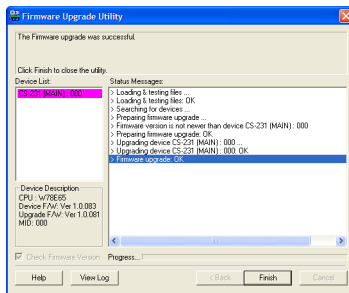 Firmware Upgrade Utility
The Firmware upgrade was successful.
Click Finish to close the utility.
Device List:
Status Messages:
CS-231 (MAIN) : 000
> Loading & testing files ...
> Loading & testing files: OK
> Searching for devices ...
> Preparing firmware upgrade ...
> Firmware version is not newer than device CS-231 (MAIN) : 000
> Preparing firmware upgrade: OK
> Upgrading device CS-231 (MAIN) : 000 ...
> Upgrading device CS-231 (MAIN) : 000: OK
> Firmware upgrade: OK
Device Description
CPU : W78E65
Device F/W: Ver 1.0.083
Upgrade F/W: Ver 1.0.081
MID: 000
Check Firmware Version
Progress...
Help
View Log
< Back
Finish
Cancel